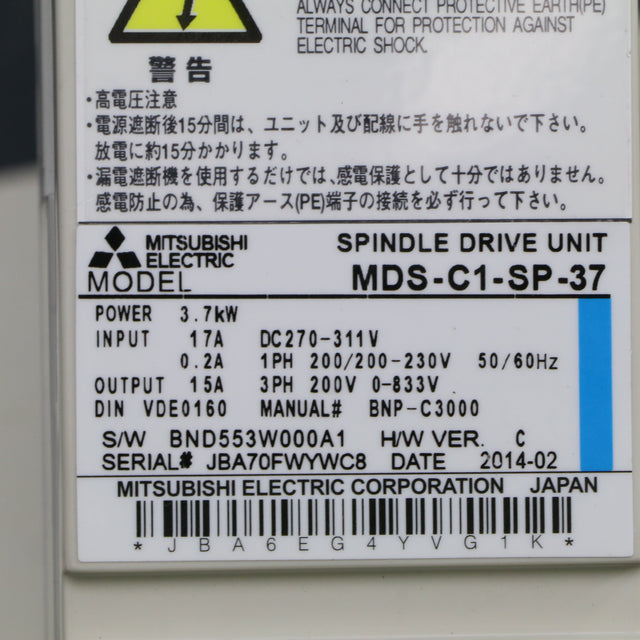 ALWAYS CONNECT PROTECTIVE EARTH(PE)
TERMINAL FOR PROTECTION AGAINST
ELECTRIC SHOCK.
警告
・高電圧注意
・電源遮断後15分間は、ユニット及び配線に手を触れないで下さい。
放電に約15分かかります。
・漏電遮断機を使用するだけでは、感電保護として十分ではありません。
感電防止の為、保護アース(PE)端子の接続を必ず行って下さい。
MITSUBISHI ELECTRIC SPINDLE DRIVE UNIT
MODEL MDS-C1-SP-37
POWER 3.7kW
INPUT 17A DC270-311V
0.2A 1PH 200/200-230V 50/60Hz
OUTPUT 15A 3PH 200V 0-833V
DIN VDE0160 MANUAL# BNP-C3000
S/W BND553W000A1 H/W VER. C
SERIAL# JBA70FWYWC8 DATE 2014-02
MITSUBISHI ELECTRIC CORPORATION JAPAN
*JBA6EG4YVG1K*